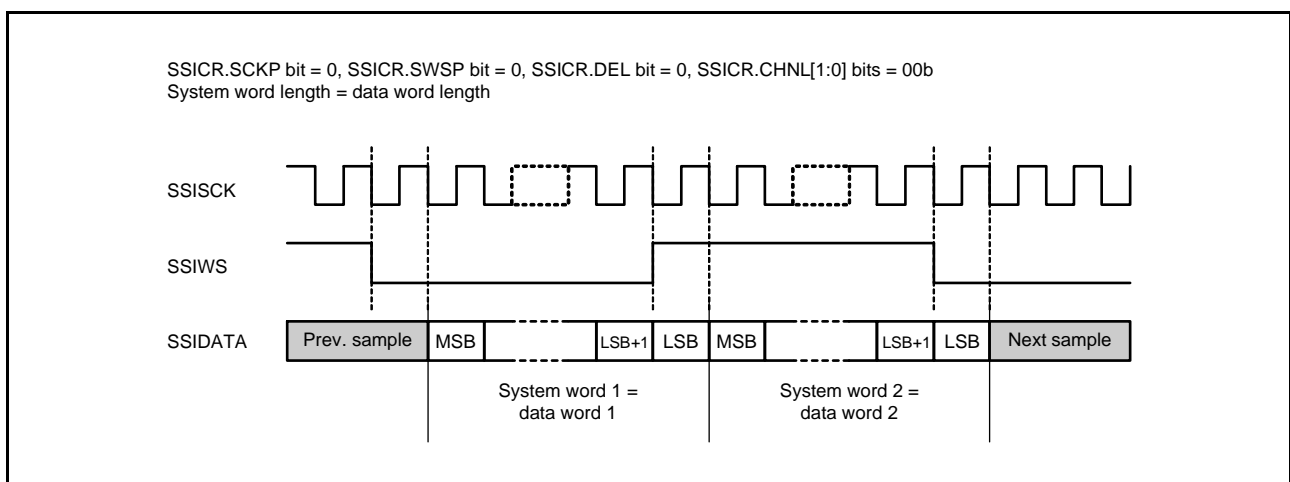 SSICR.SCKP bit = 0, SSICR.SWSP bit = 0, SSICR.DEL bit = 0, SSICR.CHNL[1:0] bits = 00b
System word length = data word length
SSISCK
SSIWS
SSIDATA Prev. sample MSB LSB+1 LSB MSB LSB+1 LSB Next sample
System word 1 = System word 2 =
data word 1 data word 2